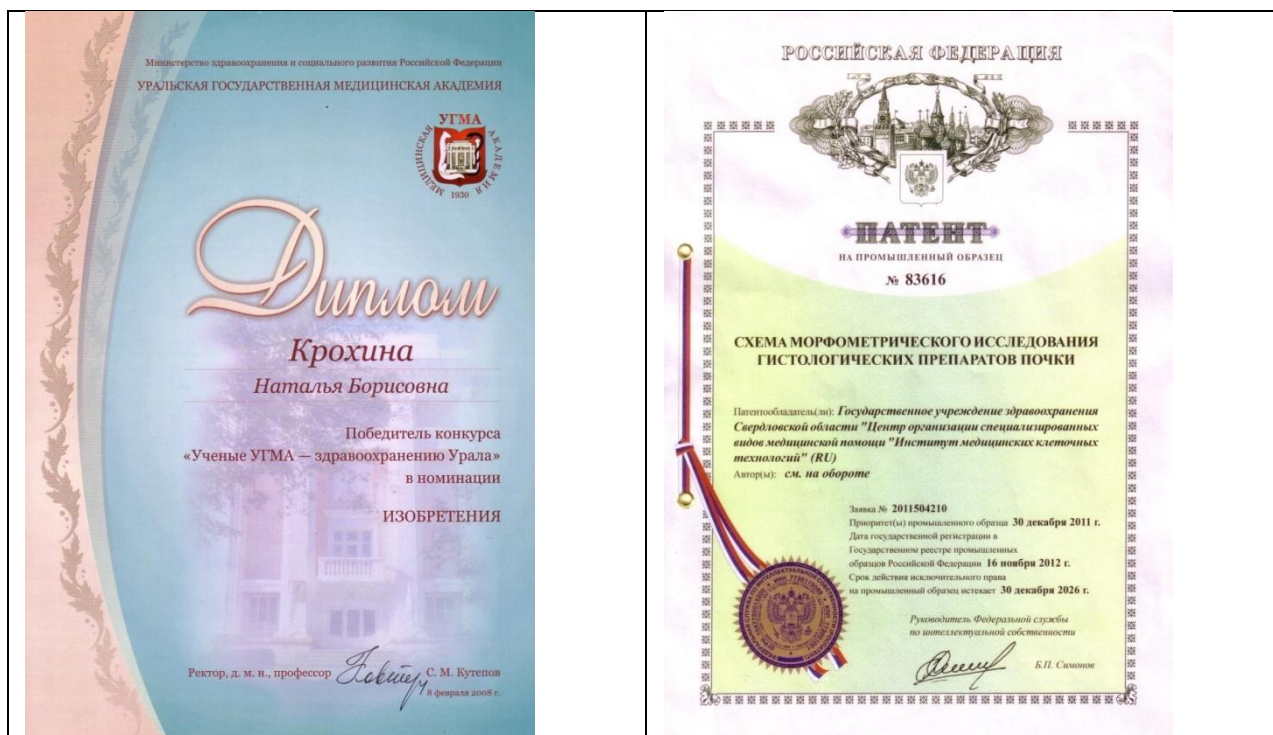 Министерство здравоохранения и социального развития Российской Федерации
УРАЛЬСКАЯ ГОСУДАРСТВЕННАЯ МЕДИЦИНСКАЯ АКАДЕМИЯ
УГМА
МЕДИЦИНСКАЯ АКАДЕМИЯ
1930
Диплом
Крохина
Наталья Борисовна
Победитель конкурса
«Ученые УГМА — здравоохранению Урала»
в номинации
ИЗОБРЕТЕНИЯ
Ректор, д. м. н., профессор С. М. Кутепов
8 февраля 2008 г.
РОССИЙСКАЯ ФЕДЕРАЦИЯ
ПАТЕНТ
НА ПРОМЫШЛЕННЫЙ ОБРАЗЕЦ
№ 83616
СХЕМА МОРФОМЕТРИЧЕСКОГО ИССЛЕДОВАНИЯ
ГИСТОЛОГИЧЕСКИХ ПРЕПАРАТОВ ПОЧКИ
Патентообладатель(ли): Государственное учреждение здравоохранения
Свердловской области "Центр организации специализированных
видов медицинской помощи "Институт медицинских клеточных
технологий" (RU)
Автор(ы): см. на обороте
Заявка № 2011504210
Приоритет(ы) промышленного образца 30 декабря 2011 г.
Дата государственной регистрации в
Государственном реестре промышленных
образцов Российской Федерации 16 ноября 2012 г.
Срок действия исключительного права
на промышленный образец истекает 30 декабря 2026 г.
Руководитель Федеральной службы
по интеллектуальной собственности
Б.П. Симонов